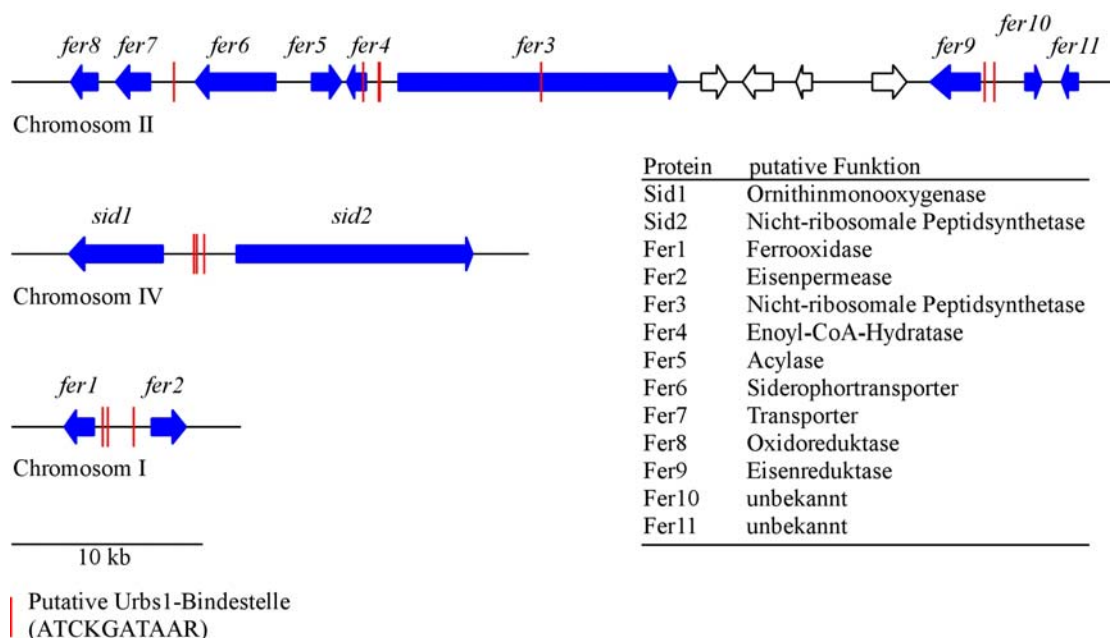 fer8 fer7 fer6 fer5 fer4 fer3 fer9 fer10 fer11
Chromosom II
sid1 sid2
Chromosom IV
fer1 fer2
Chromosom I
10 kb
Putative Urbs1-Bindestelle
(ATCKGATAAR)
Protein putative Funktion
Sid1 Ornithinmonooxygenase
Sid2 Nicht-ribosomale Peptidsynthetase
Fer1 Ferrooxidase
Fer2 Eisenpermease
Fer3 Nicht-ribosomale Peptidsynthetase
Fer4 Enoyl-CoA-Hydratase
Fer5 Acylase
Fer6 Siderophortransporter
Fer7 Transporter
Fer8 Oxidoreduktase
Fer9 Eisenreduktase
Fer10 unbekannt
Fer11 unbekannt